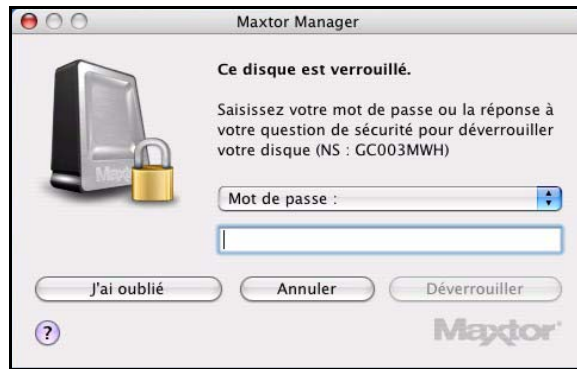 Maxtor Manager
Ce disque est verrouillé.
Saisissez votre mot de passe ou la réponse à
votre question de sécurité pour déverrouiller
votre disque (NS : GC003MWH)
Maxtor
Mot de passe :
J'ai oublié
Annuler
Déverrouiller
?
Maxtor